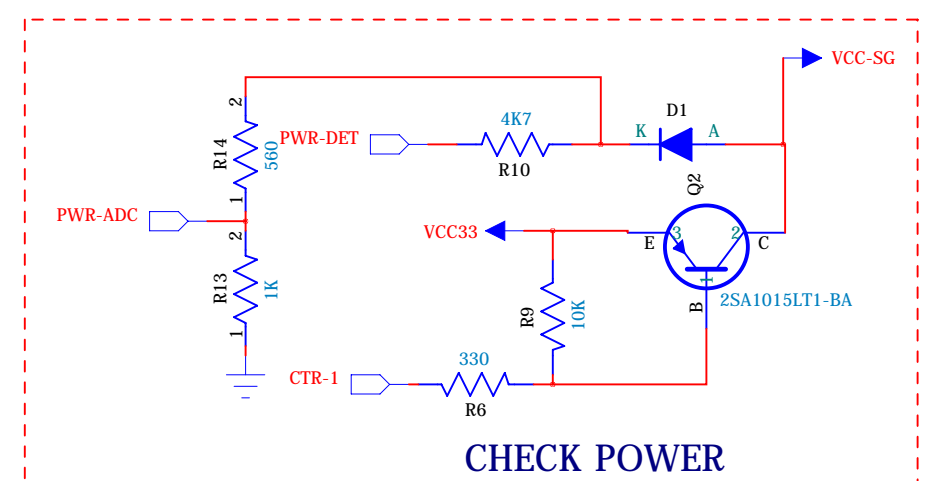 VCC-SG
D1
4K7
K
A
PWR-DET
R10
2
R14
560
1
Q2
PWR-ADC
VCC33
E
3
2
C
2
R13
1K
1
1
B
2SA1015LT1-BA
R9
10K
330
CTR-1
R6
CHECK POWER